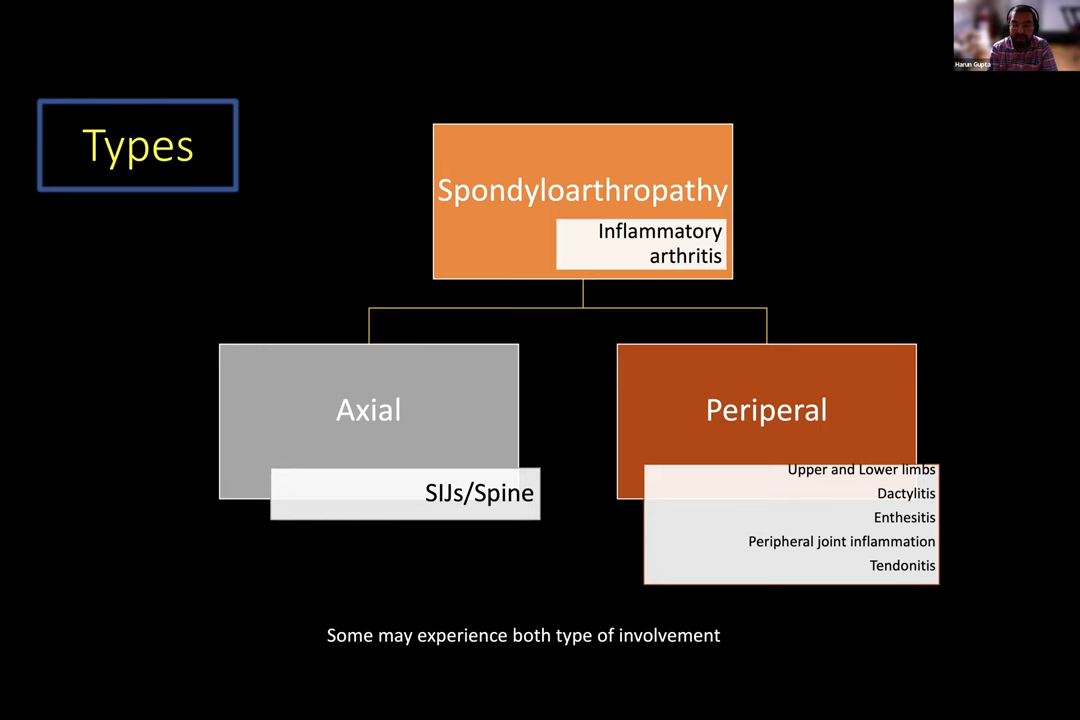 Harun Gupta
Types
Spondyloarthropathy
Inflammatory
arthritis
Axial
SIJs/Spine
Periperal
Upper and Lower limbs
Dactylitis
Enthesitis
Peripheral joint inflammation
Tendonitis
Some may experience both type of involvement